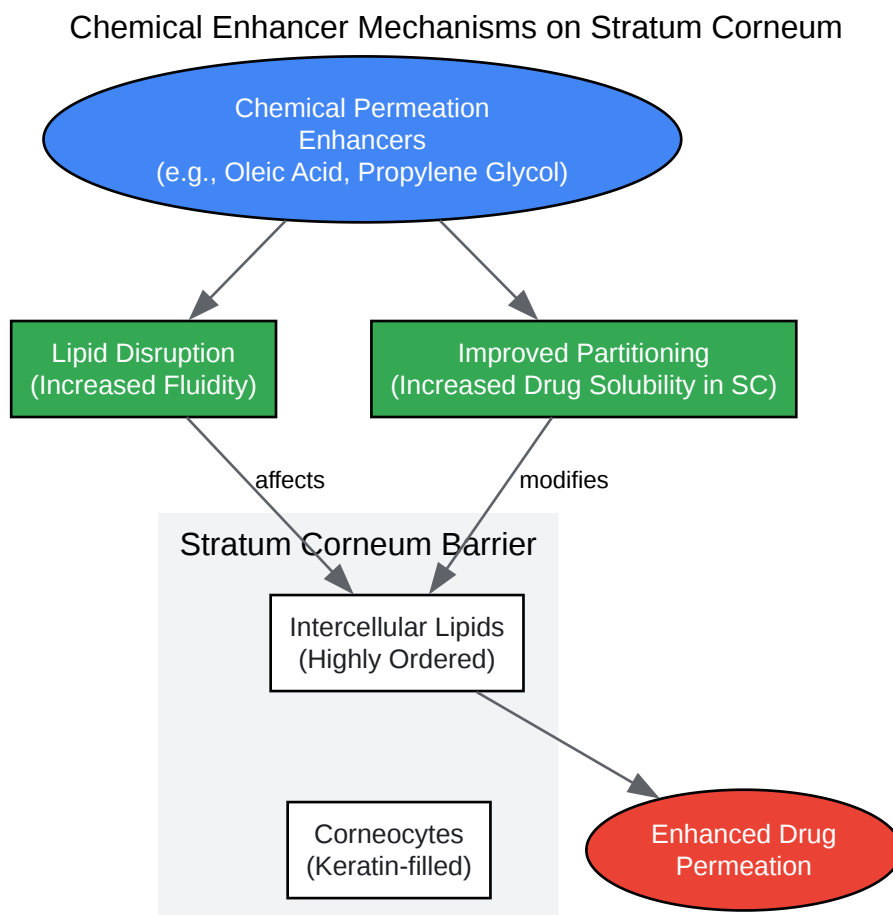 Chemical Enhancer Mechanisms on Stratum Corneum
Chemical Permeation
Enhancers
(e.g., Oleic Acid, Propylene Glycol)
Lipid Disruption
(Increased Fluidity)
Improved Partitioning
(Increased Drug Solubility in SC)
affects
modifies
Stratum Corneum Barrier
Intercellular Lipids
(Highly Ordered)
Corneocytes
(Keratin-filled)
Enhanced Drug
Permeation